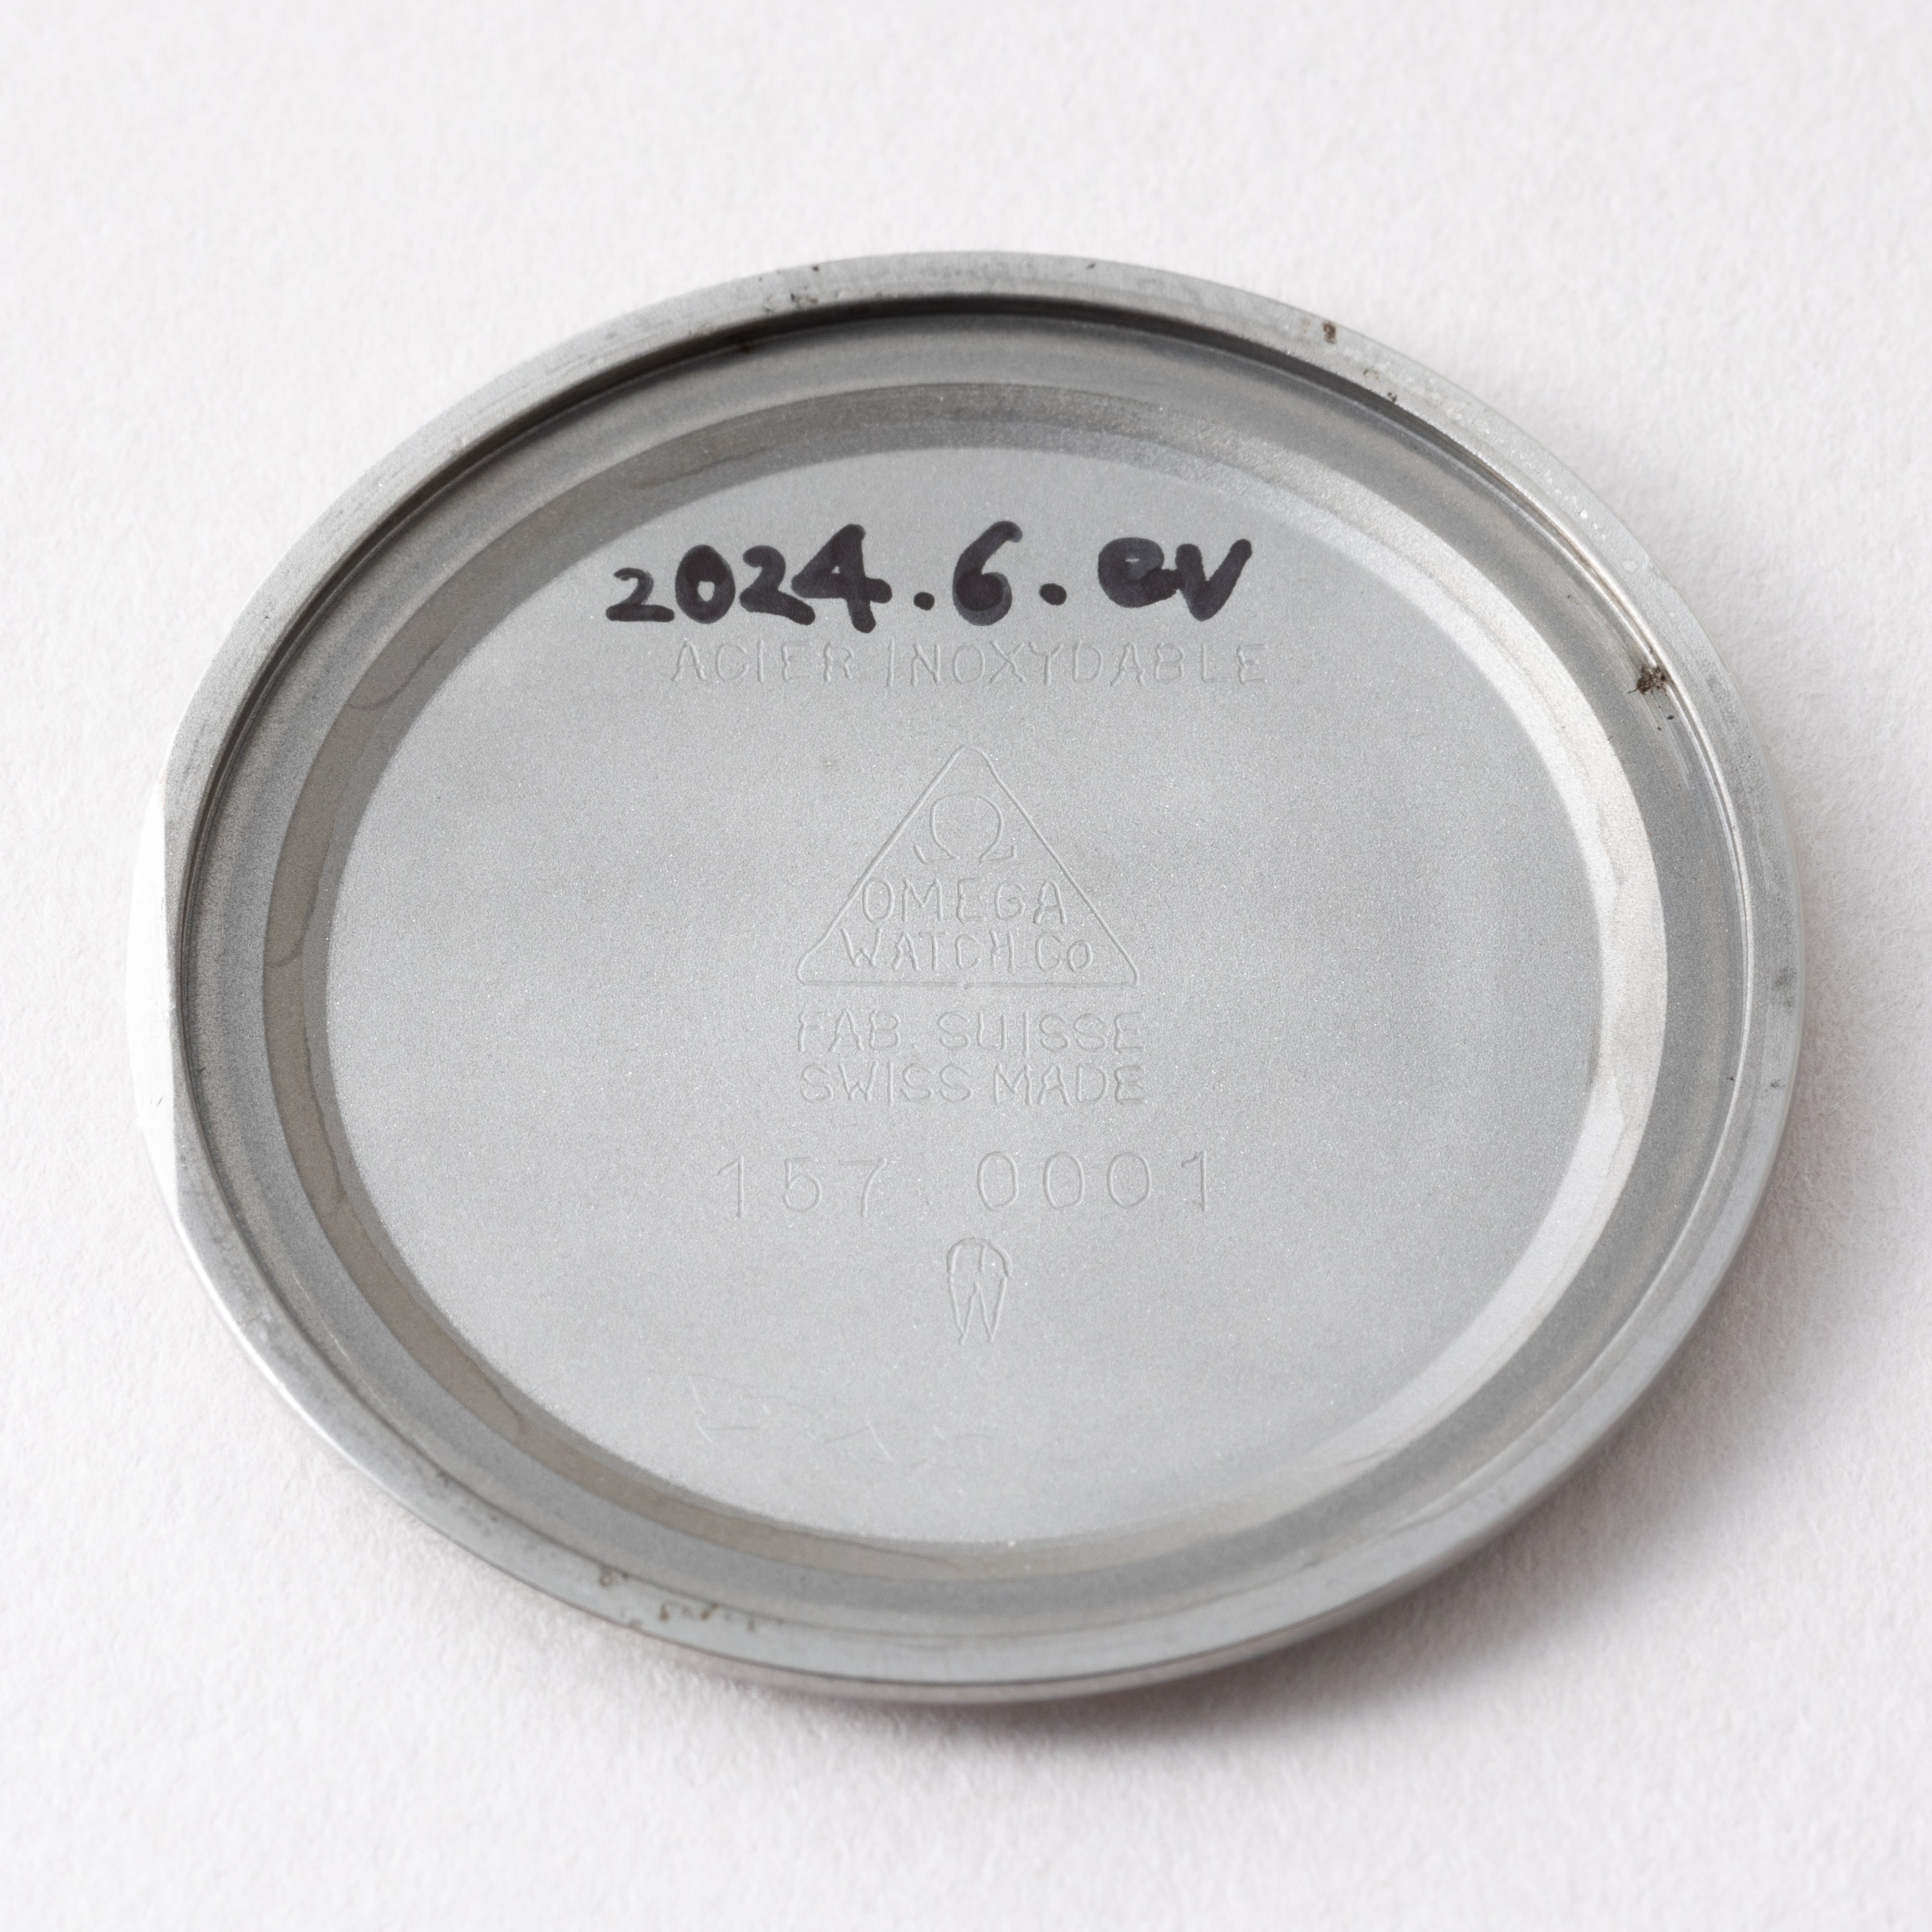 2024.6.ov
ACIER INOXYDABLE
Ω
OMEGA
WATCH Co
FAB. SUISSE
SWISS MADE
157 0001